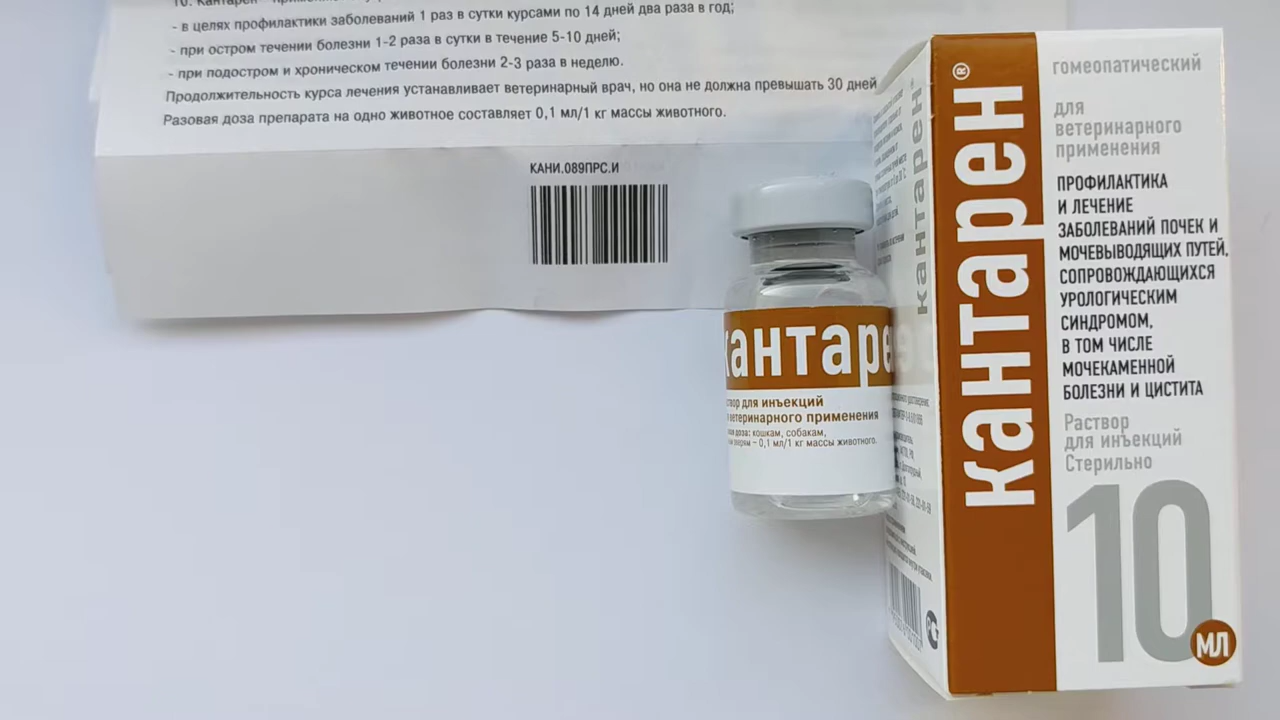 - в целях профилактики заболеваний 1 раз в сутки курсами по 14 дней два раза в год;
- при остром течении болезни 1-2 раза в сутки в течение 5-10 дней;
- при подостром и хроническом течении болезни 2-3 раза в неделю.
Продолжительность курса лечения устанавливает ветеринарный врач, но она не должна превышать 30 дней
Разовая доза препарата на одно животное составляет 0,1 мл/1 кг массы животного.
КАНИ.089ПРС.И
кантаре
для инъекций
ветеринарного применения
доза: кошкам, собакам,
– 0,1 мл/1 кг массы животного.
кантарен
кантарен®
гомеопатический
для
ветеринарного
применения
ПРОФИЛАКТИКА
И ЛЕЧЕНИЕ
ЗАБОЛЕВАНИЙ ПОЧЕК И
МОЧЕВЫВОДЯЩИХ ПУТЕЙ,
СОПРОВОЖДАЮЩИХСЯ
УРОЛОГИЧЕСКИМ
СИНДРОМОМ,
В ТОМ ЧИСЛЕ
МОЧЕКАМЕННОЙ
БОЛЕЗНИ И ЦИСТИТА
Раствор
для инъекций
Стерильно
10
МЛ